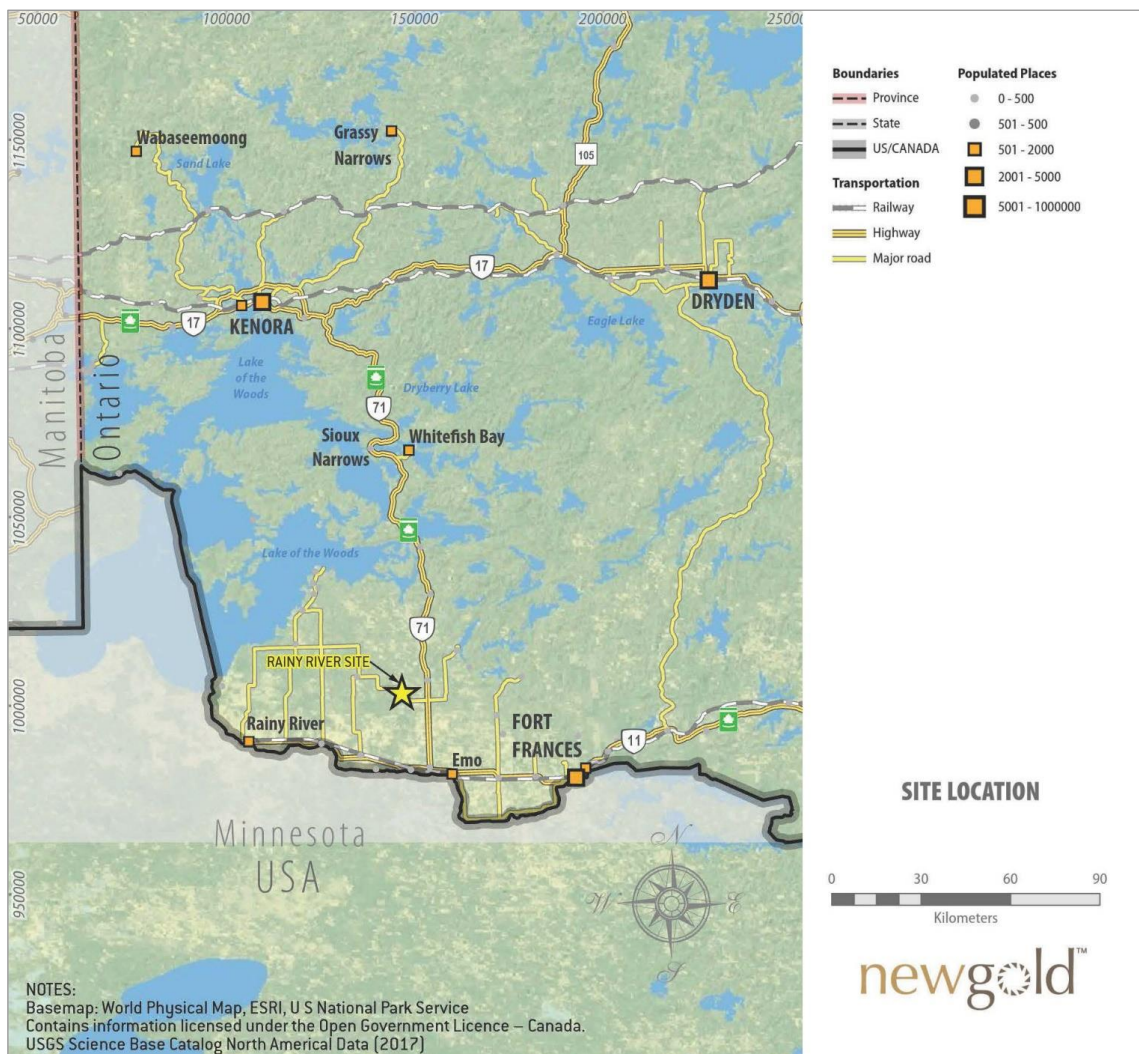 50000
100000
150000
200000
25000
1150000
1100000
1050000
1000000
950000
Wabaseemoong
Sand Lake
Grassy
Narrows
105
17
DRYDEN
KENORA
17
Eagle Lake
Manitoba
Ontario
Lake
of the
Woods
Dryberry Lake
71
Sioux
Narrows
Whitefish Bay
Lake of the Woods
71
RAINY RIVER SITE
Rainy River
Emo
FORT
FRANCES
11
Minnesota
USA
N
W
E
S
NOTES:
Basemap: World Physical Map, ESRI, U S National Park Service
Contains information licensed under the Open Government Licence – Canada.
USGS Science Base Catalog North Americal Data (2017)
Boundaries
Province
State
US/CANADA
Transportation
Railway
Highway
Major road
Populated Places
0 - 500
501 - 500
501 - 2000
2001 - 5000
5001 - 1000000
SITE LOCATION
0 30 60 90
Kilometers
newgold™